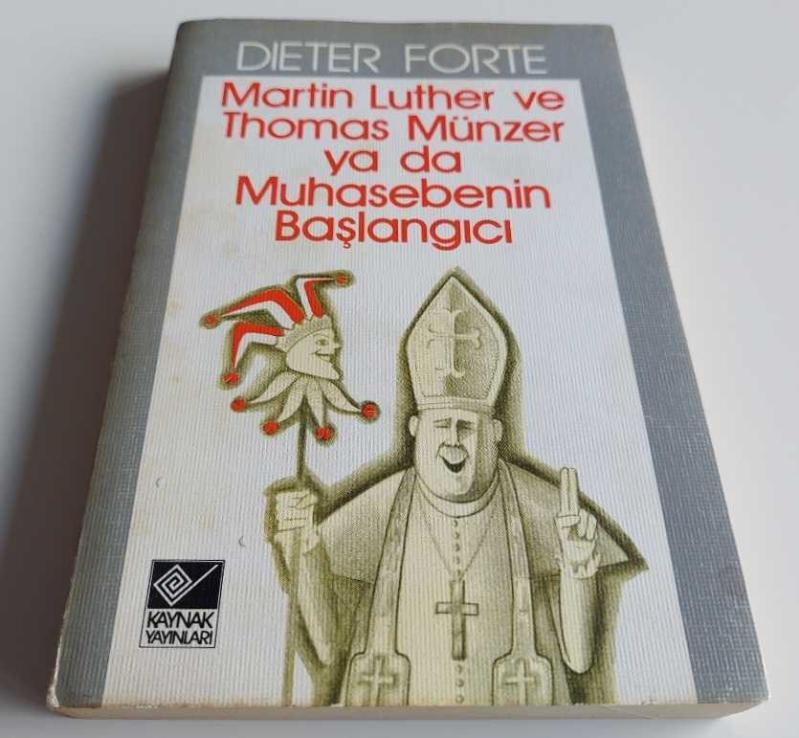 DIETER FORTE
Martin Luther ve
Thomas Münzer
ya da
Muhasebenin
Başlangıcı
KAYNAK
YAYINLARI